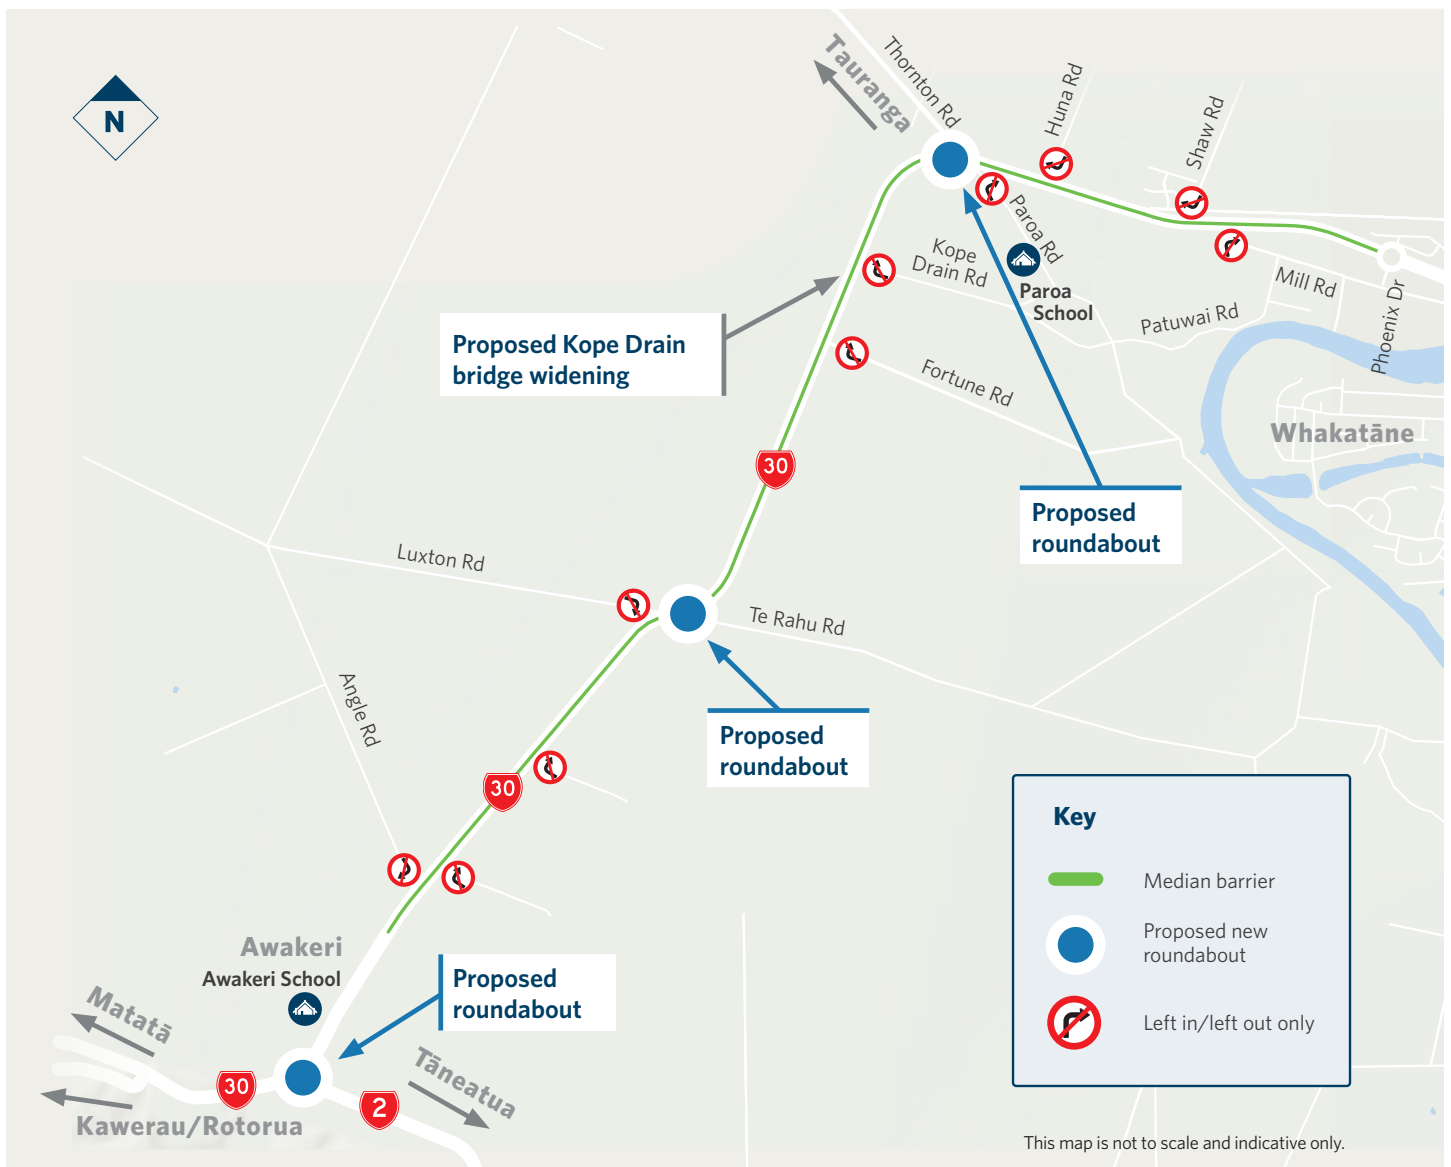 N
Tauranga
Thornton Rd
Huna Rd
Shaw Rd
Paroa Rd
Kope
Drain Rd
Paroa
School
Mill Rd
Patuwai Rd
Phoenix Dr
Proposed Kope Drain
bridge widening
Fortune Rd
Whakatāne
30
Proposed
roundabout
Luxton Rd
Te Rahu Rd
Angle Rd
Proposed
roundabout
30
Awakeri
Awakeri School
Proposed
roundabout
Matatā
Tāneatua
30
2
Kawerau/Rotorua
Key
Median barrier
Proposed new
roundabout
Left in/left out only
This map is not to scale and indicative only.